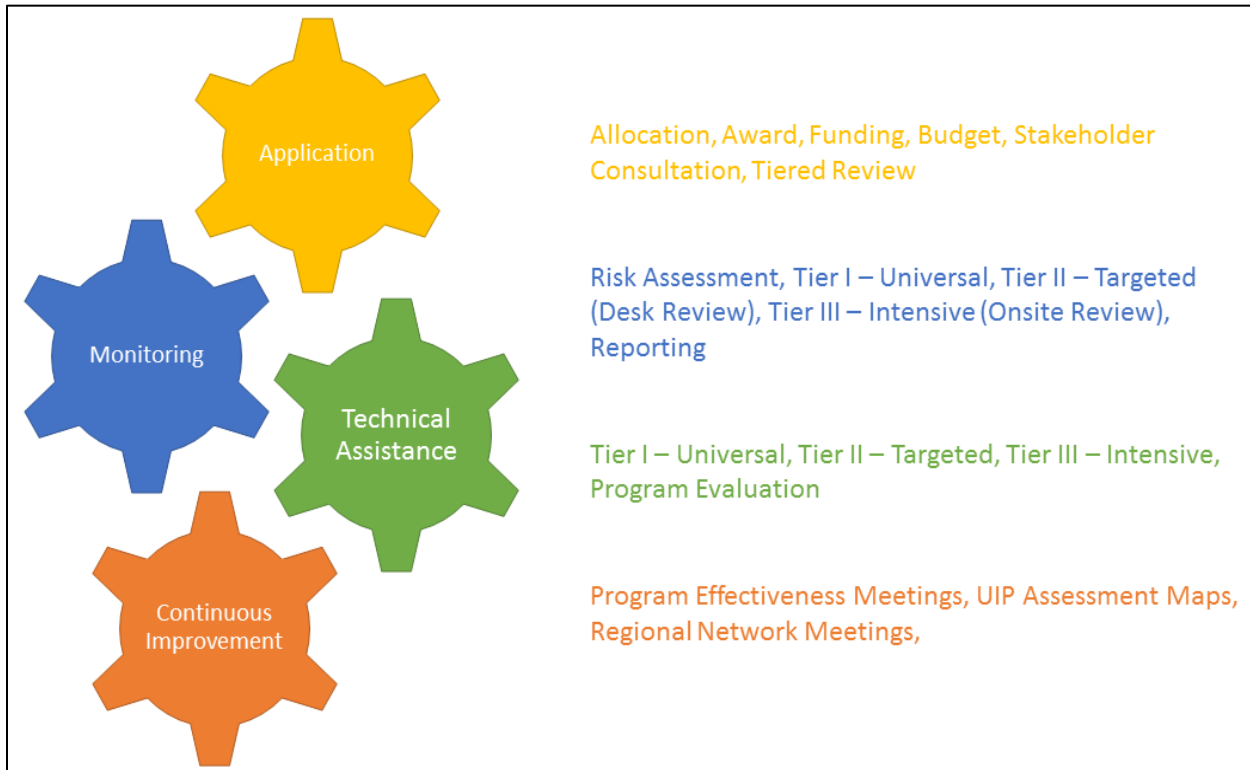 Application
Allocation, Award, Funding, Budget, Stakeholder
Consultation, Tiered Review
Monitoring
Risk Assessment, Tier I – Universal, Tier II – Targeted
(Desk Review), Tier III – Intensive (Onsite Review),
Reporting
Technical
Assistance
Tier I – Universal, Tier II – Targeted, Tier III – Intensive,
Program Evaluation
Continuous
Improvement
Program Effectiveness Meetings, UIP Assessment Maps,
Regional Network Meetings,